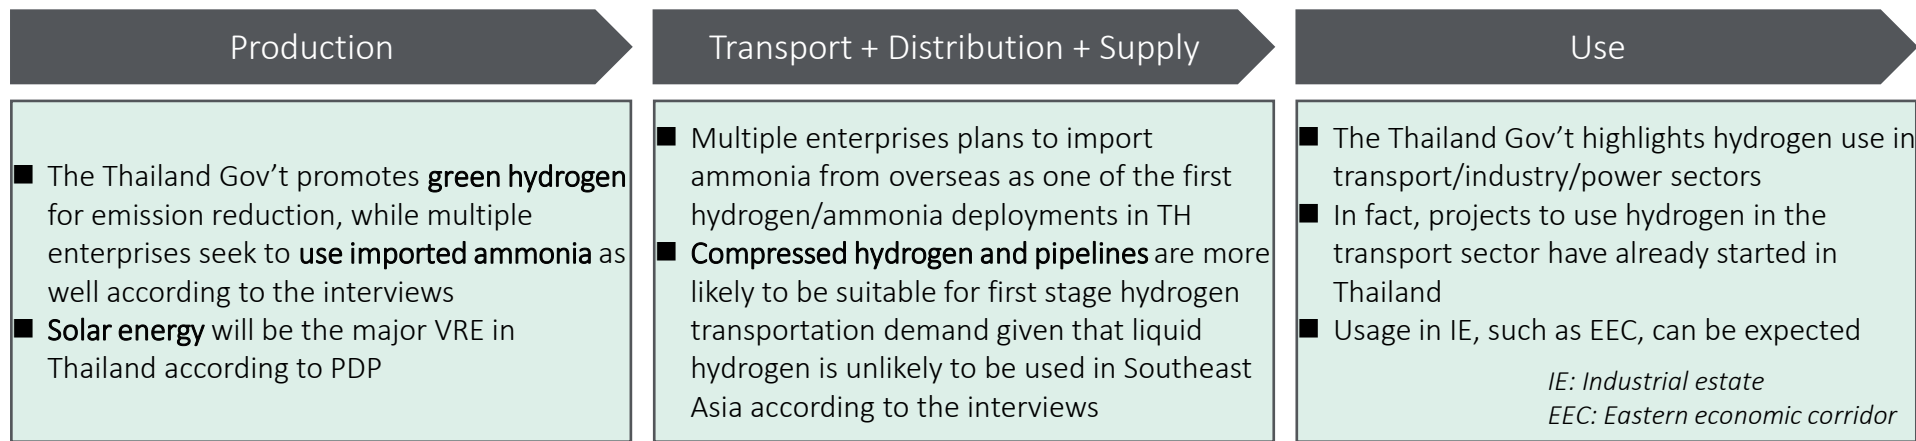 Production
■ The Thailand Gov't promotes green hydrogen
for emission reduction, while multiple
enterprises seek to use imported ammonia as
well according to the interviews
■ Solar energy will be the major VRE in
Thailand according to PDP
Transport + Distribution + Supply
■ Multiple enterprises plans to import
ammonia from overseas as one of the first
hydrogen/ammonia deployments in TH
■ Compressed hydrogen and pipelines are more
likely to be suitable for first stage hydrogen
transportation demand given that liquid
hydrogen is unlikely to be used in Southeast
Asia according to the interviews
Use
■ The Thailand Gov't highlights hydrogen use in
transport/industry/power sectors
■ In fact, projects to use hydrogen in the
transport sector have already started in
Thailand
■ Usage in IE, such as EEC, can be expected
IE: Industrial estate
EEC: Eastern economic corridor